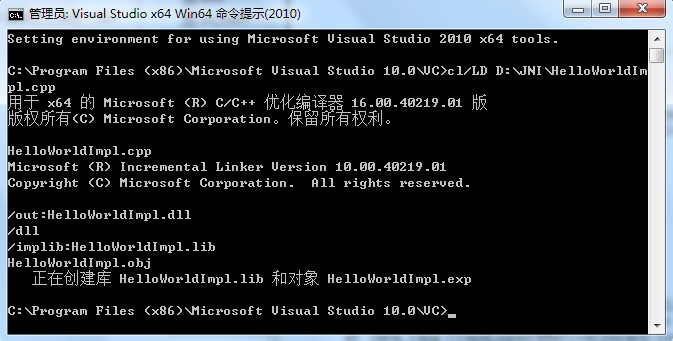 管理员: Visual Studio x64 Win64 命令提示(2010)
Setting environment for using Microsoft Visual Studio 2010 x64 tools.
C:\Program Files (x86)\Microsoft Visual Studio 10.0\VC>cl/LD D:\JNI\HelloWorldIm
pl.cpp
用于 x64 的 Microsoft (R) C/C++ 优化编译器 16.00.40219.01 版
版权所有(C) Microsoft Corporation。保留所有权利。
HelloWorldImpl.cpp
Microsoft (R) Incremental Linker Version 10.00.40219.01
Copyright (C) Microsoft Corporation.  All rights reserved.
/out:HelloWorldImpl.dll
/dll
/implib:HelloWorldImpl.lib
HelloWorldImpl.obj
正在创建库 HelloWorldImpl.lib 和对象 HelloWorldImpl.exp
C:\Program Files (x86)\Microsoft Visual Studio 10.0\VC>